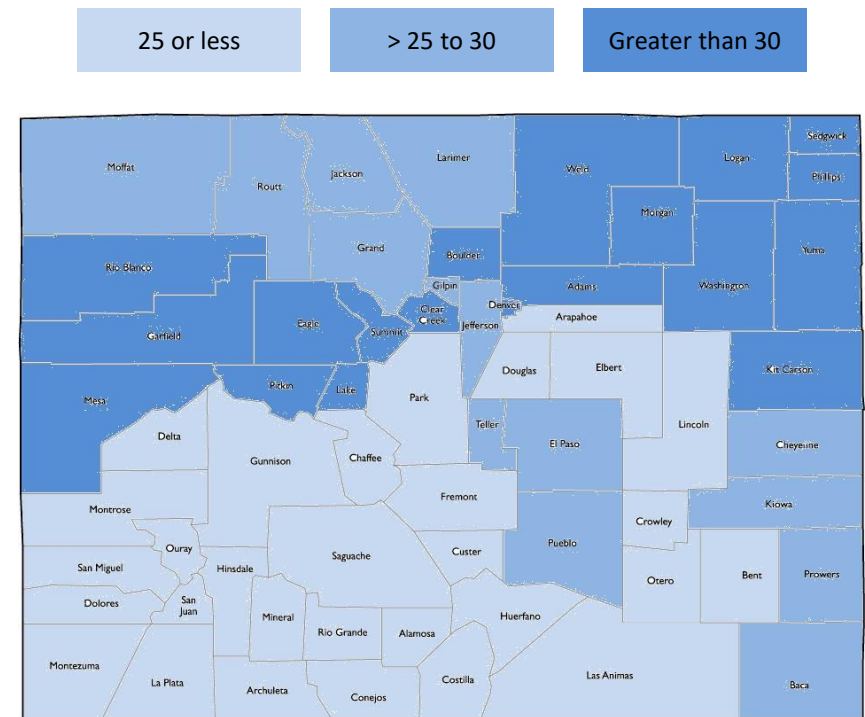 25 or less
> 25 to 30
Greater than 30
Sedgwick
Larimer
Weld
Logan
Moffat
Jackson
Phillips
Routt
Morgan
Grand
Yuma
Boulder
Rio Blanco
Gilpin
Adams
Washington
Denver
Clear
Creek
Arapahoe
Eagle
Summit
Jefferson
Garfield
Elbert
Douglas
Kit Carson
Pitkin
Lake
Park
Mesa
Teller
Lincoln
Delta
El Paso
Cheyenne
Chaffee
Gunnison
Fremont
Kiowa
Montrose
Crowley
Pueblo
Ouray
Custer
Saguache
San Miguel
Hinsdale
Bent
Prowers
Otero
Dolores
San
Juan
Mineral
Huerfano
Rio Grande
Alamosa
Montezuma
Las Animas
Costilla
La Plata
Baca
Archuleta
Conejos